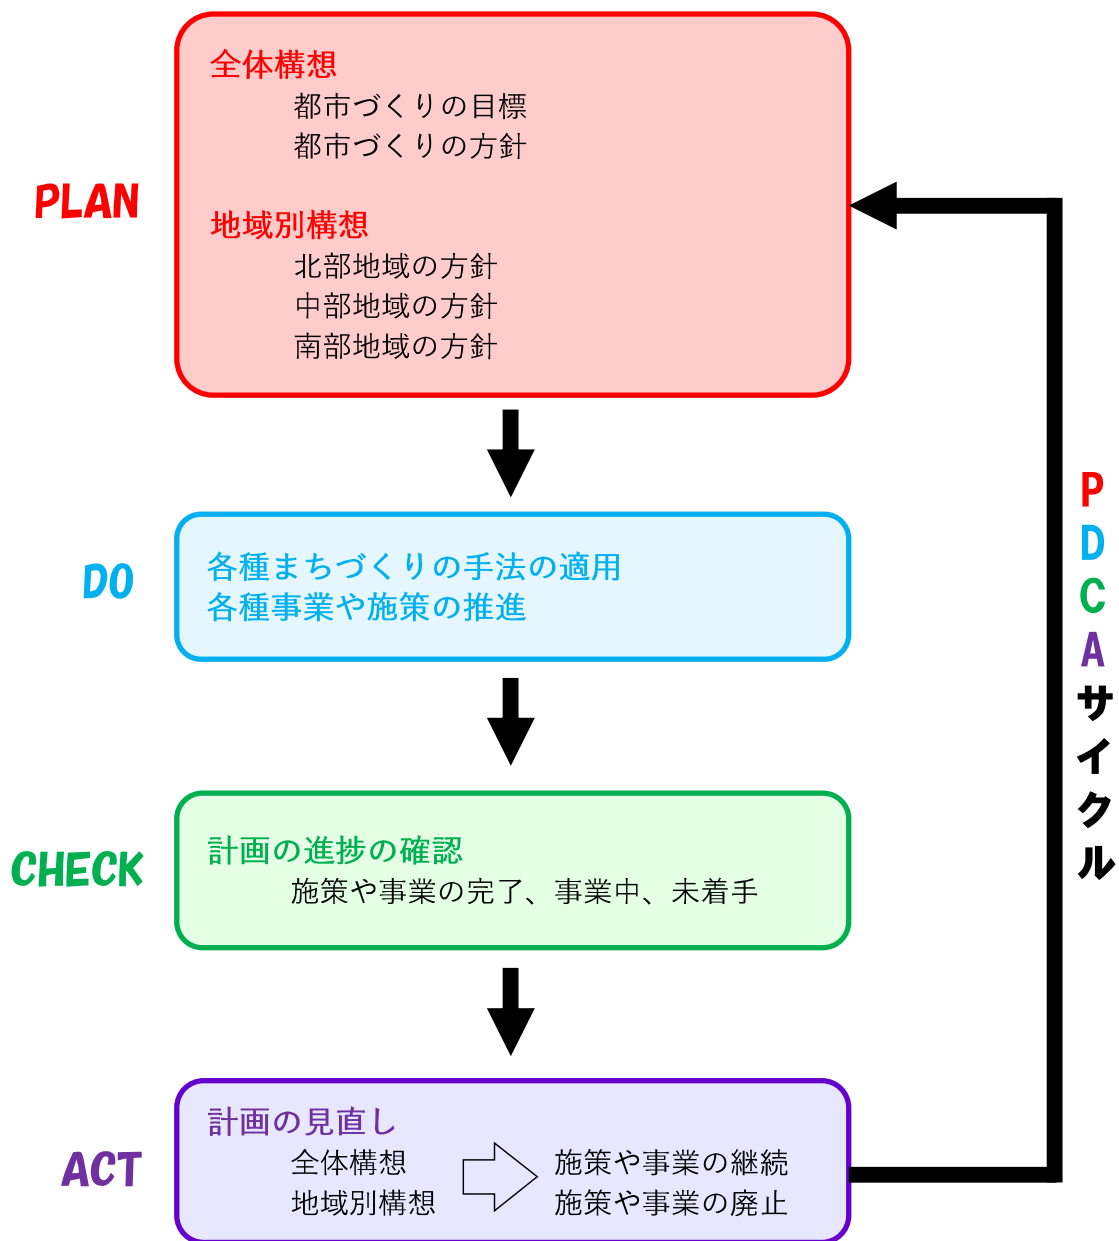 PLAN
全体構想
都市づくりの目標
都市づくりの方針
地域別構想
北部地域の方針
中部地域の方針
南部地域の方針
DO
各種まちづくりの手法の適用
各種事業や施策の推進
CHECK
計画の進捗の確認
施策や事業の完了、事業中、未着手
ACT
計画の見直し
全体構想
地域別構想
施策や事業の継続
施策や事業の廃止
PDCAサイクル